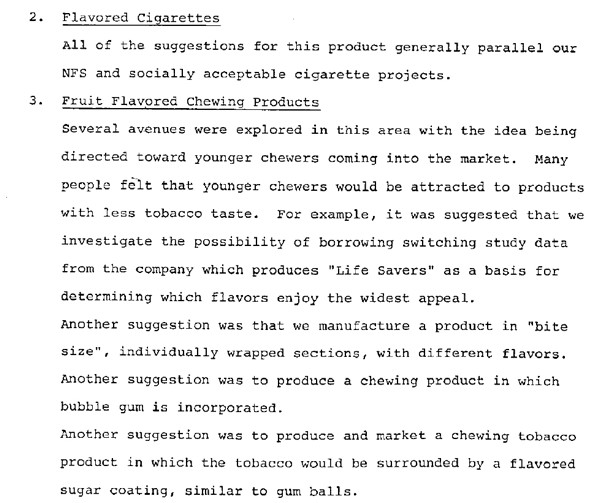 2. Flavored Cigarettes
All of the suggestions for this product generally parallel our
NFS and socially acceptable cigarette projects.
3. Fruit Flavored Chewing Products
Several avenues were explored in this area with the idea being
directed toward younger chewers coming into the market. Many
people felt that younger chewers would be attracted to products
with less tobacco taste. For example, it was suggested that we
investigate the possibility of borrowing switching study data
from the company which produces "Life Savers" as a basis for
determining which flavors enjoy the widest appeal.
Another suggestion was that we manufacture a product in "bite
size", individually wrapped sections, with different flavors.
Another suggestion was to produce a chewing product in which
bubble gum is incorporated.
Another suggestion was to produce and market a chewing tobacco
product in which the tobacco would be surrounded by a flavored
sugar coating, similar to gum balls.